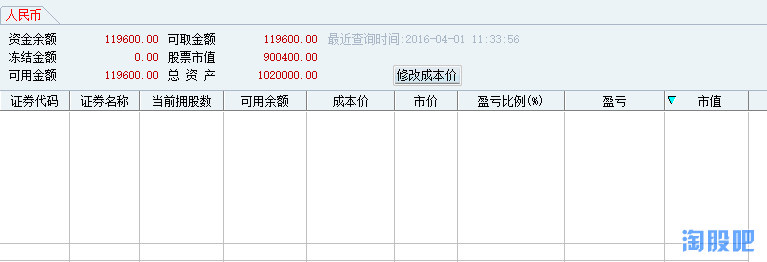 人民币
资金余额 119600.00 可取金额 119600.00 最近查询时间:2016-04-01 11:33:56
冻结金额 0.00 股票市值 900400.00
可用金额 119600.00 总 资 产 1020000.00 修改成本价
证券代码 证券名称 当前拥股数 可用余额 成本价 市价 盈亏比例(%) 盈亏 市值
淘股吧